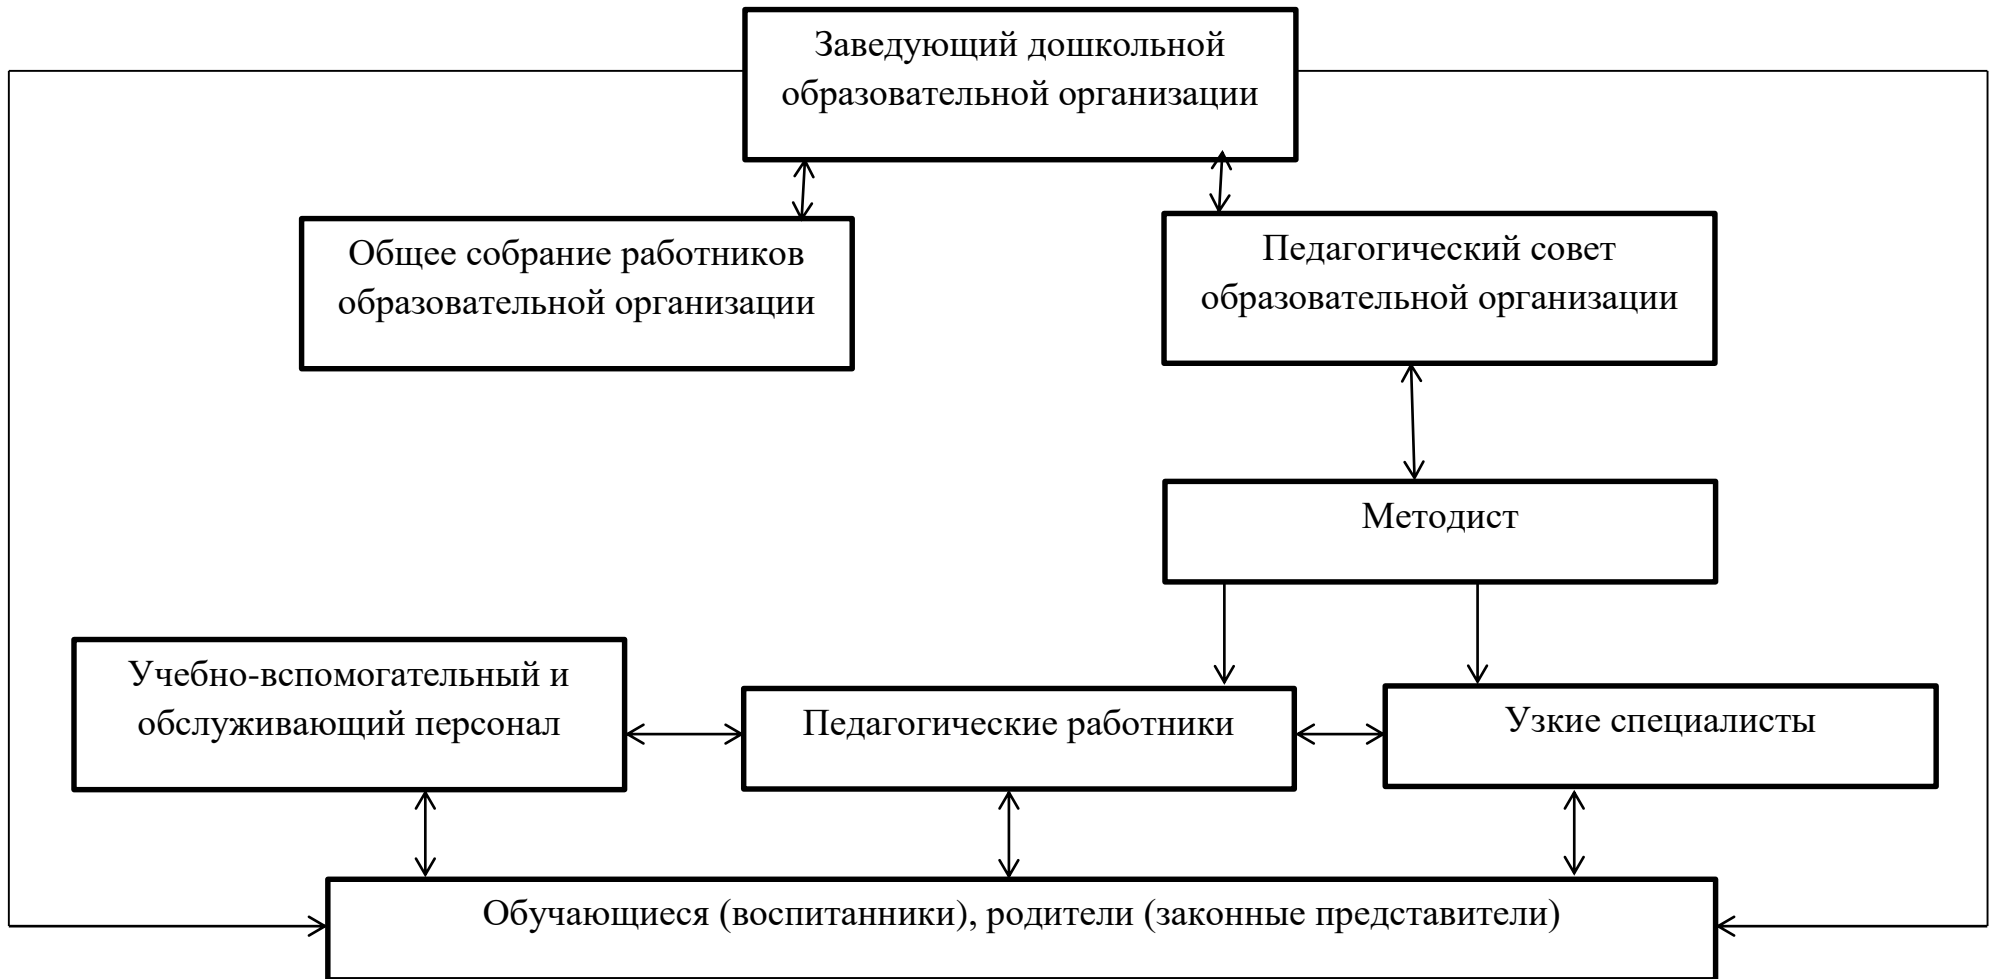 Заведующий дошкольной
образовательной организации
Общее собрание работников
образовательной организации
Педагогический совет
образовательной организации
Методист
Учебно-вспомогательный и
обслуживающий персонал
Педагогические работники
Узкие специалисты
Обучающиеся (воспитанники), родители (законные представители)